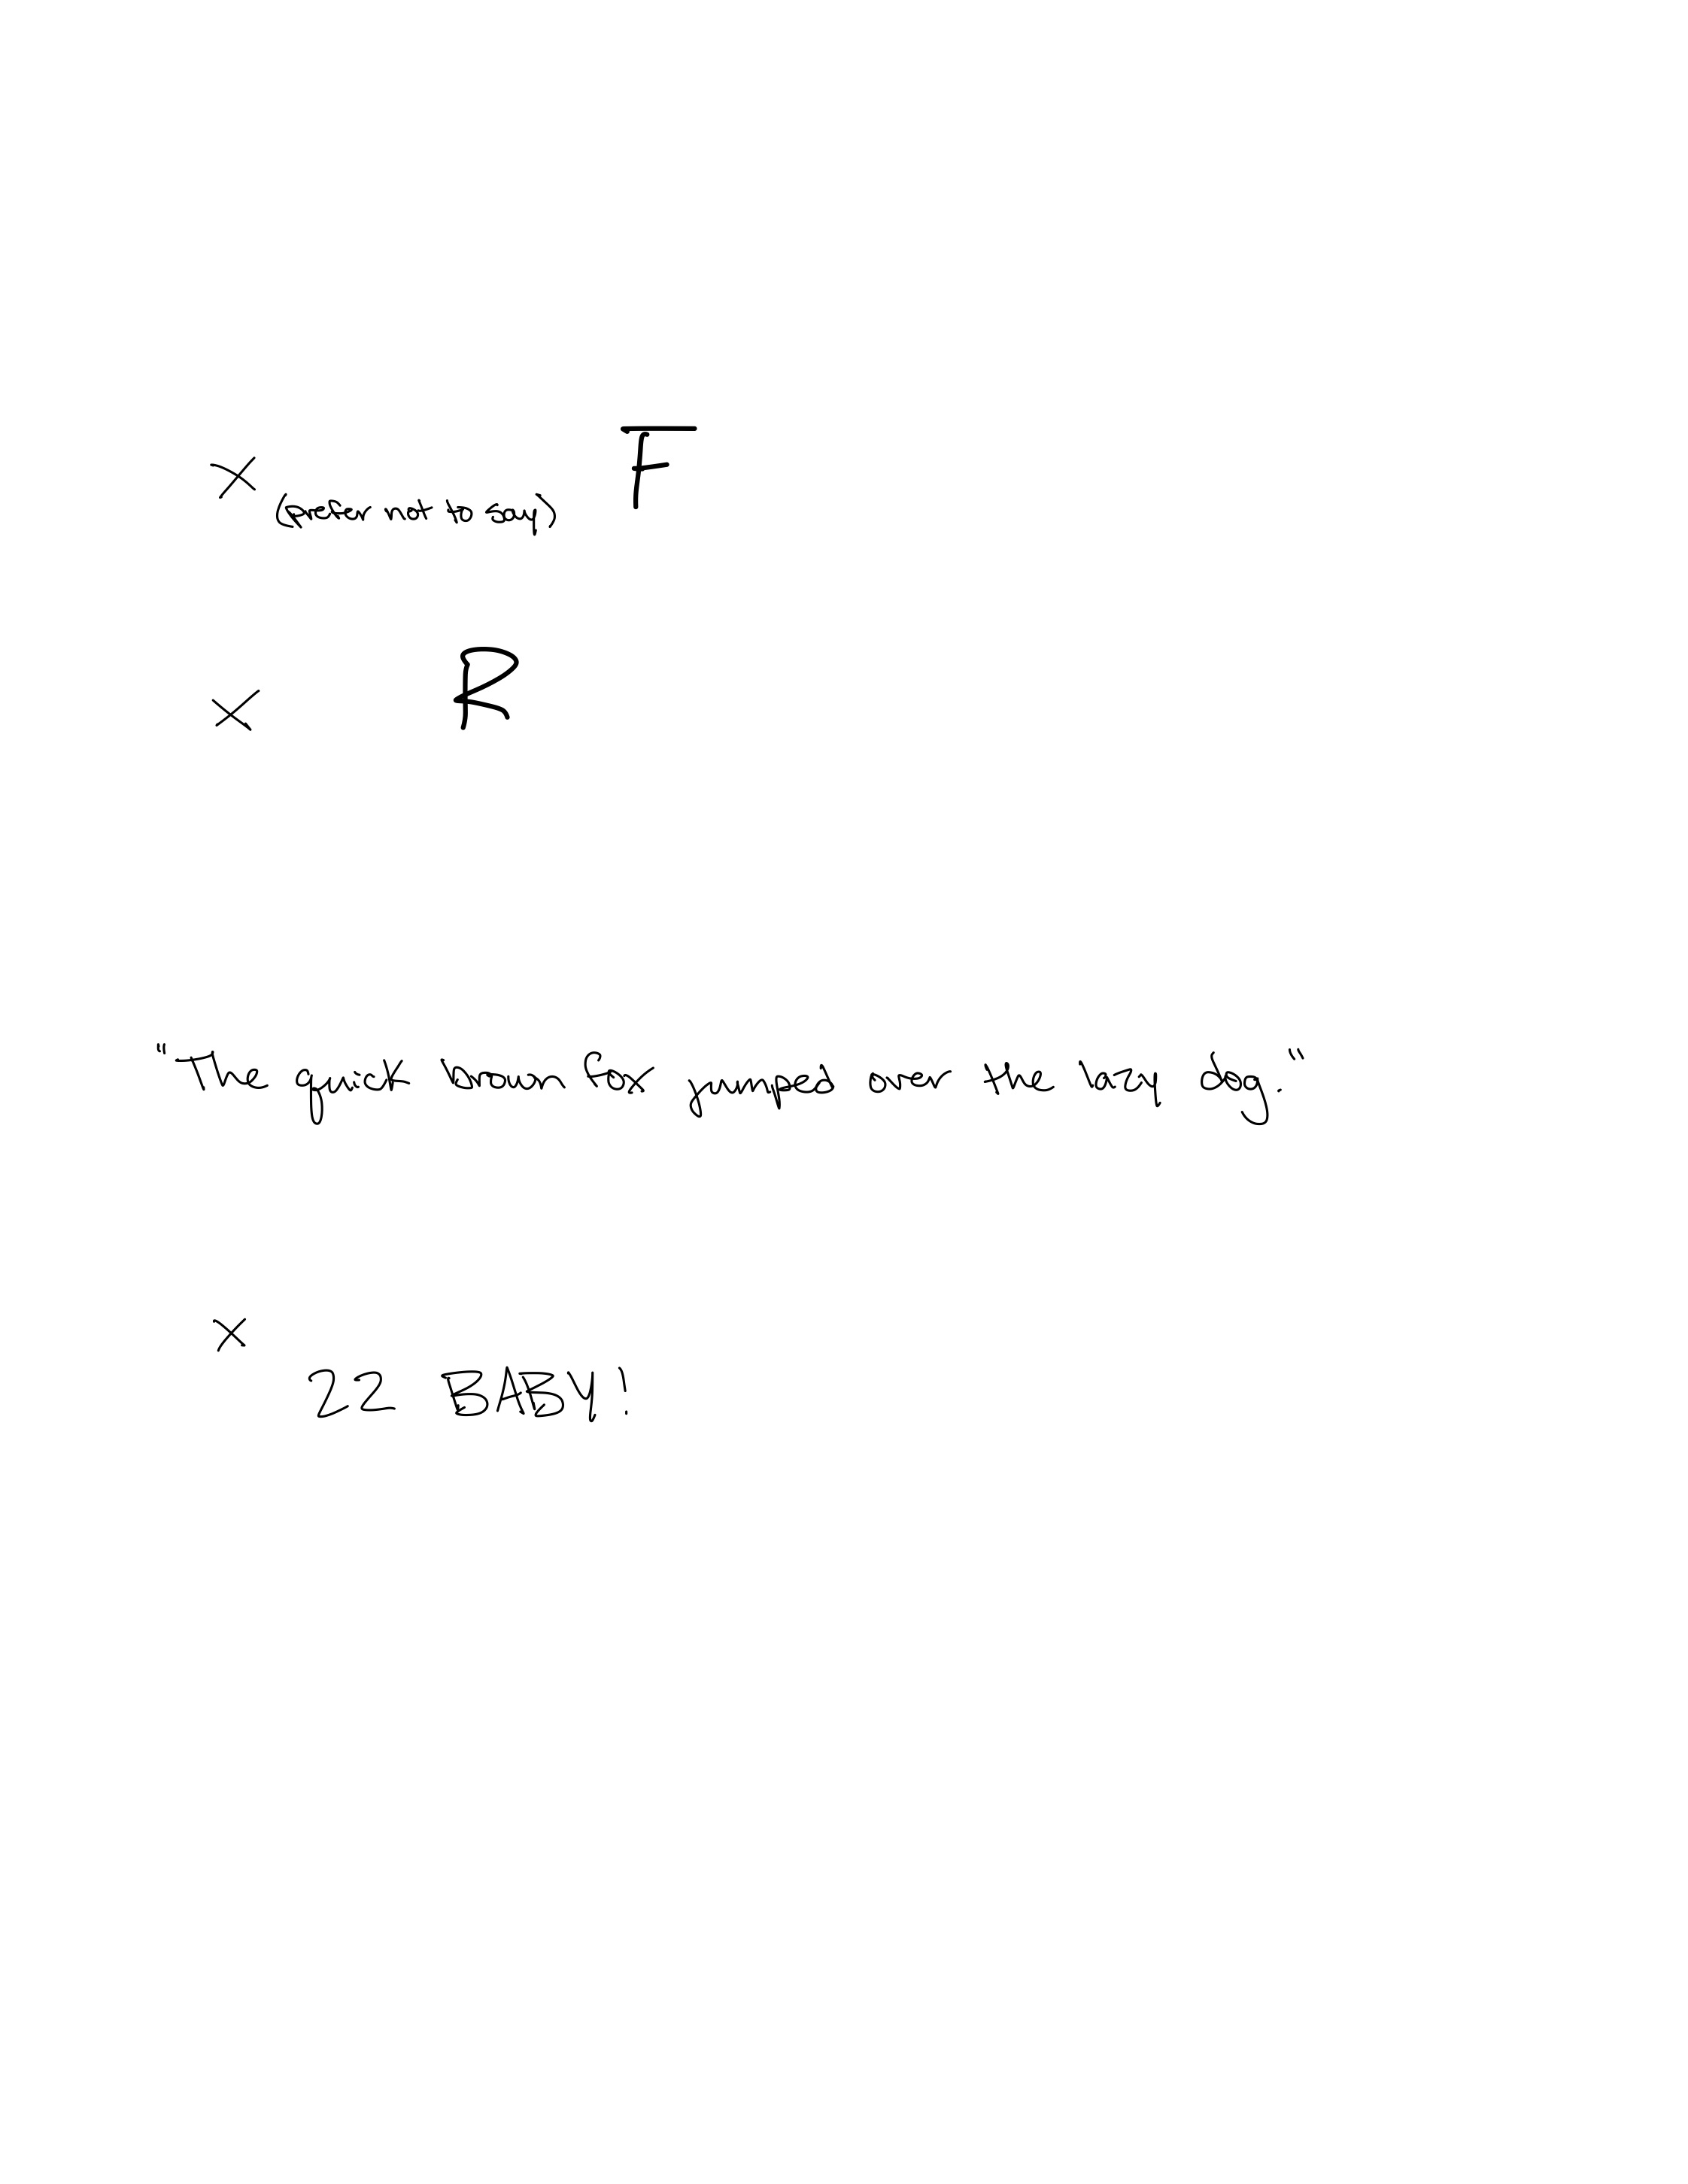 X (prefer not to say) F
X R
"The quick brown fox jumped over the lazy dog."
X
22 BABY!